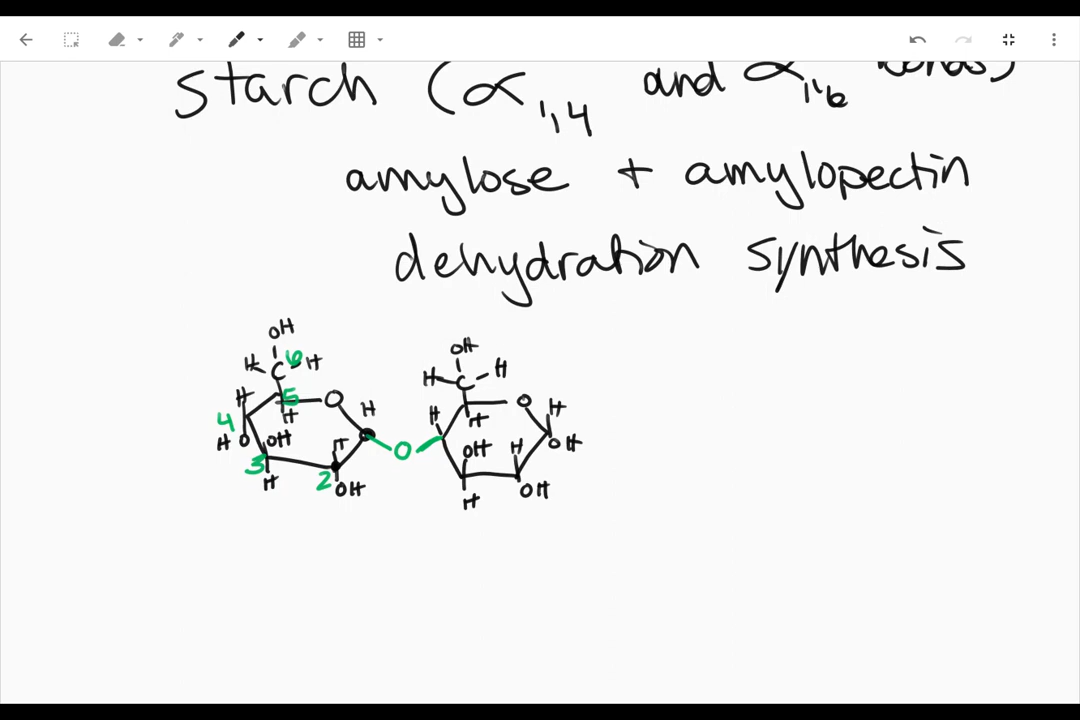 starch (α1,4 and α1,6 bonds)
amylose + amylopectin
dehydration synthesis
OH
OH
H C 6 H H C H
H 5 O H H O H
4 H H
H O OH O OH H OH
3 H H
H 2 OH H OH